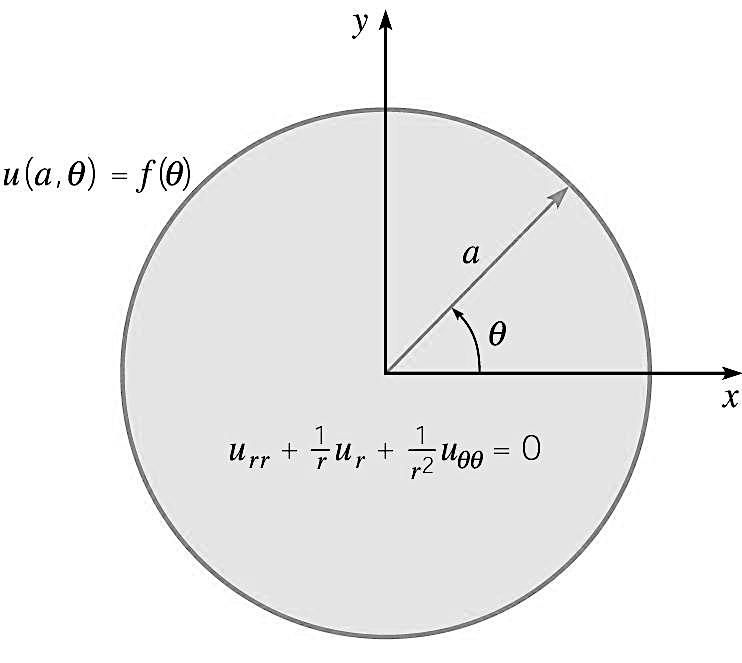 y
u(a,θ) = f(θ)
a
θ
x
u_rr + 1/r u_r + 1/r² u_θθ = 0